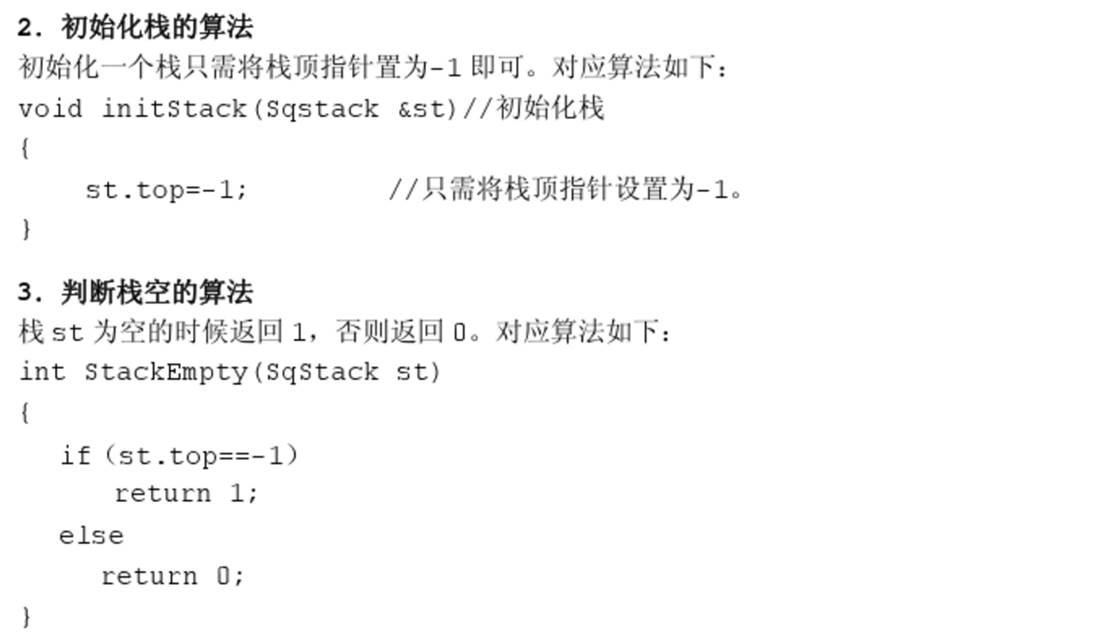 2. 初始化栈的算法
初始化一个栈只需将栈顶指针置为-1 即可。对应算法如下：
void initStack(Sqstack &st)//初始化栈
{
st.top=-1; //只需将栈顶指针设置为-1。
}
3. 判断栈空的算法
栈 st 为空的时候返回 1，否则返回 0。对应算法如下：
int StackEmpty(SqStack st)
{
if（st.top==-1）
return 1;
else
return 0;
}